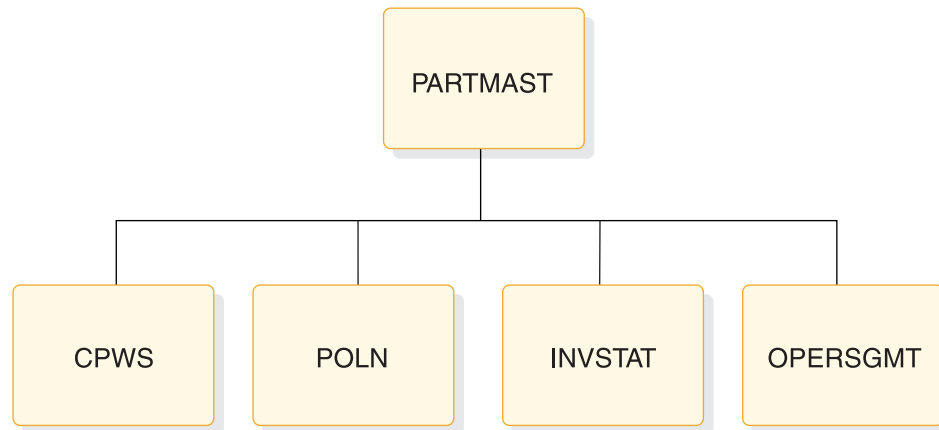 PARTMAST
CPWS
POLN
INVSTAT
OPERSGMT